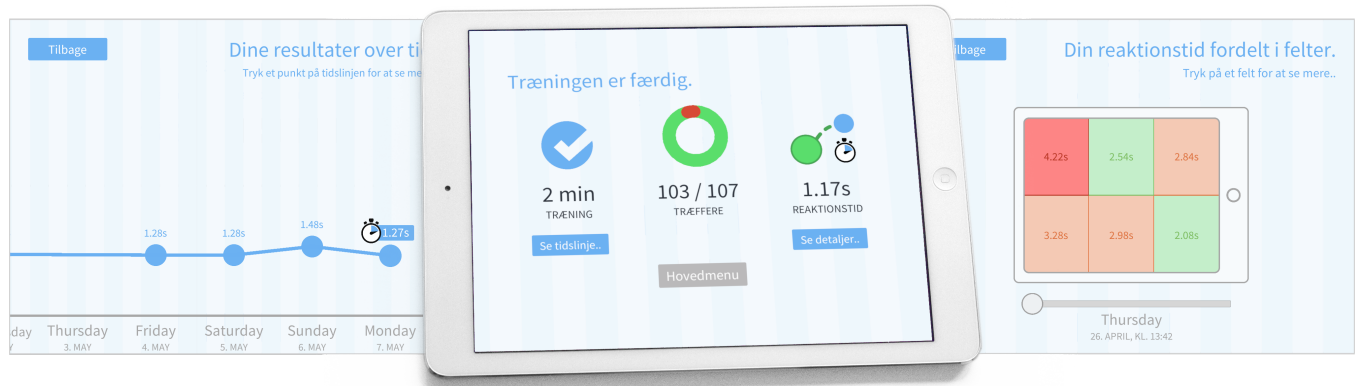 Tilbage
Dine resultater over ti
Tryk et punkt på tidslinjen for at se me
1.28s
1.28s
1.48s
1.27s
day
Thursday
Friday
Saturday
Sunday
Monday
Y
3. MAY
4. MAY
5. MAY
6. MAY
7. MAY
Træningen er færdig.
2 min
TRÆNING
Se tidslinje..
103 / 107
TRÆFFERE
1.17s
REAKTIONSTID
Se detaljer..
Hovedmenu
ilbage
Din reaktionstid fordelt i felter.
Tryk på et felt for at se mere..
4.22s
2.54s
2.84s
3.28s
2.98s
2.08s
Thursday
26. APRIL, KL. 13:42